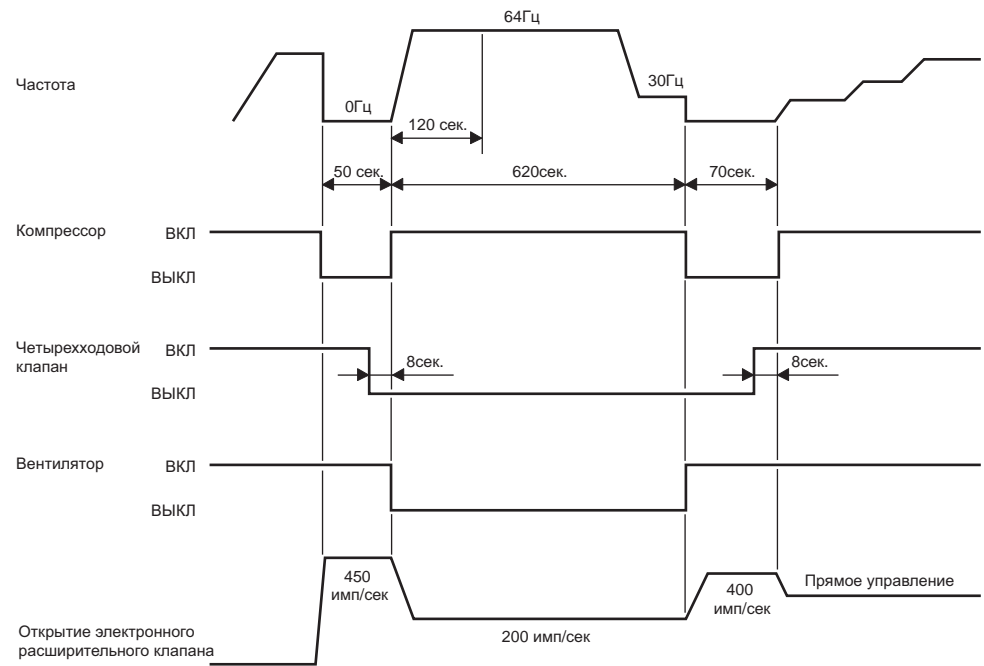 64Гц
Частота
0Гц
30Гц
120 сек.
50 сек.
620сек.
70сек.
Компрессор
ВКЛ
ВЫКЛ
Четырехходовой
клапан
ВКЛ
8сек.
8сек.
ВЫКЛ
Вентилятор
ВКЛ
ВЫКЛ
450
имп/сек
400
имп/сек
Прямое управление
200 имп/сек
Открытие электронного
расширительного клапана